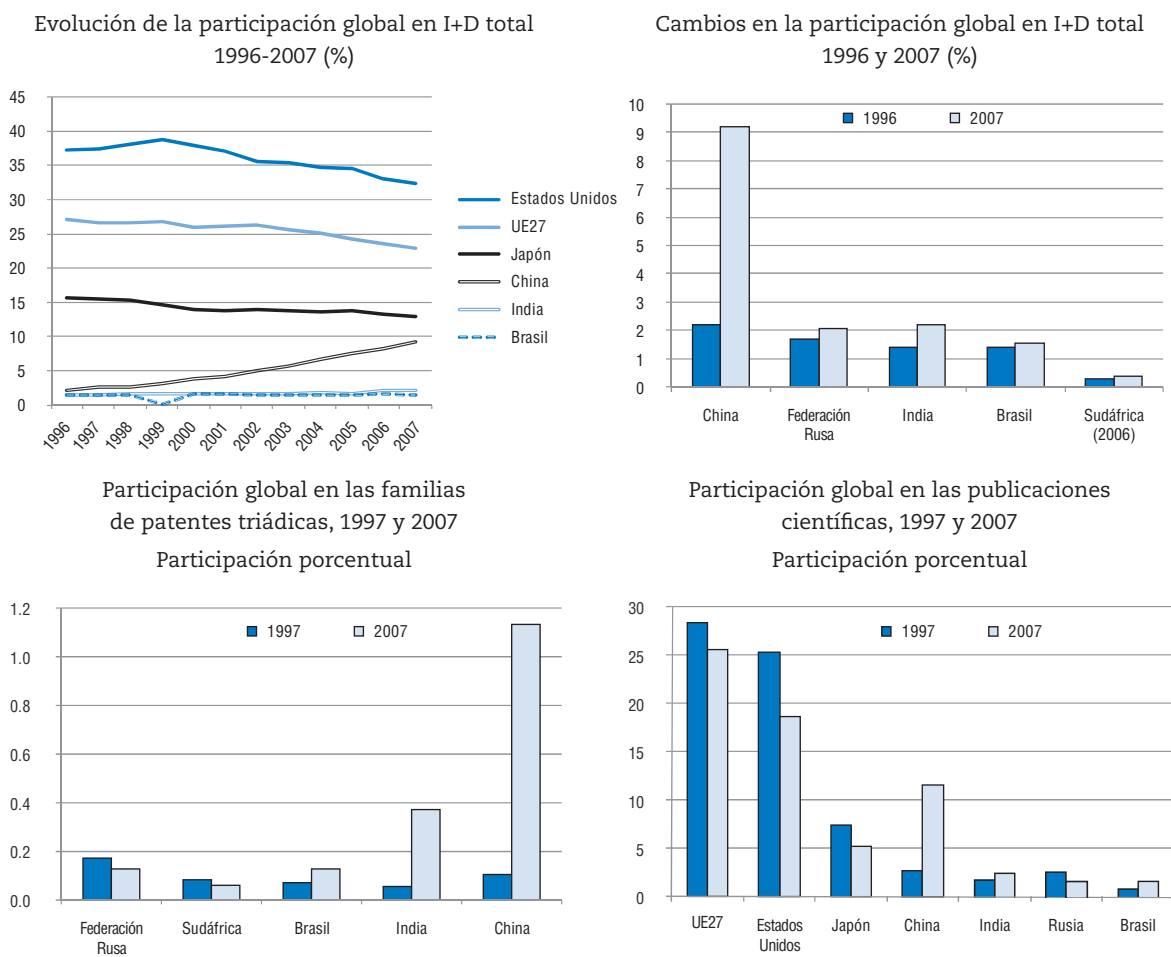 Evolución de la participación global en I+D total
1996-2007 (%)
45
40
35
30
25
20
15
10
5
0
1996
1997
1998
1999
2000
2001
2002
2003
2004
2005
2006
2007
Estados Unidos
UE27
Japón
China
India
Brasil
Cambios en la participación global en I+D total
1996 y 2007 (%)
10
9
8
7
6
5
4
3
2
1
0
1996
2007
China
Federación
Rusa
India
Brasil
Sudáfrica
(2006)
Participación global en las familias
de patentes triádicas, 1997 y 2007
Participación porcentual
1.2
1.0
0.8
0.6
0.4
0.2
0.0
1997
2007
Federación
Rusa
Sudáfrica
Brasil
India
China
Participación global en las publicaciones
científicas, 1997 y 2007
Participación porcentual
30
25
20
15
10
5
0
1997
2007
UE27
Estados
Unidos
Japón
China
India
Rusia
Brasil